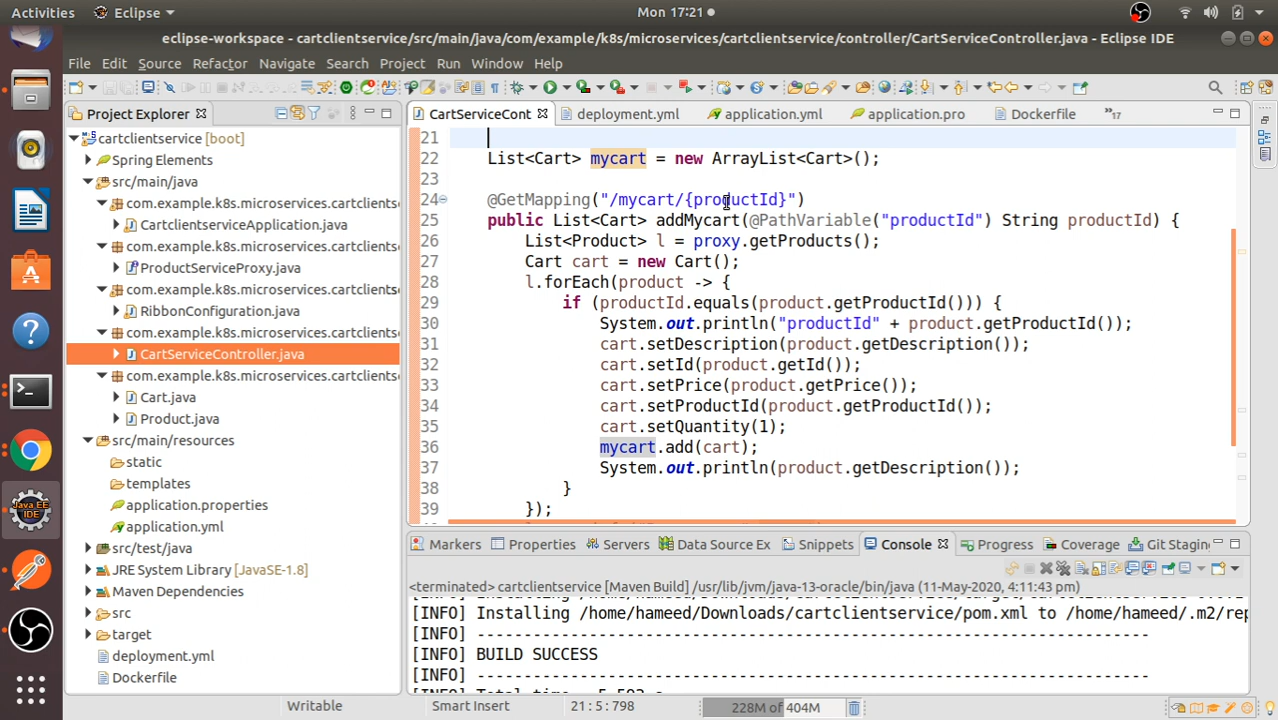 Activities Eclipse Mon 17:21
eclipse-workspace - cartclientservice/src/main/java/com/example/k8s/microservices/cartclientservice/controller/CartServiceController.java - Eclipse IDE
File Edit Source Refactor Navigate Search Project Run Window Help
Project Explorer
CartServiceCont deployment.yml application.yml application.pro Dockerfile »17
cartclientservice [boot]
Spring Elements
src/main/java
com.example.k8s.microservices.cartclients
CartclientserviceApplication.java
com.example.k8s.microservices.cartclients
ProductServiceProxy.java
com.example.k8s.microservices.cartclients
RibbonConfiguration.java
com.example.k8s.microservices.cartclients
CartServiceController.java
com.example.k8s.microservices.cartclients
Cart.java
Product.java
src/main/resources
static
templates
application.properties
application.yml
src/test/java
JRE System Library [JavaSE-1.8]
Maven Dependencies
src
target
deployment.yml
Dockerfile
21
22 List<Cart> mycart = new ArrayList<Cart>();
23
24 @GetMapping("/mycart/{productId}")
25 public List<Cart> addMycart(@PathVariable("productId") String productId) {
26 List<Product> l = proxy.getProducts();
27 Cart cart = new Cart();
28 l.forEach(product -> {
29 if (productId.equals(product.getProductId())) {
30 System.out.println("productId" + product.getProductId());
31 cart.setDescription(product.getDescription());
32 cart.setId(product.getId());
33 cart.setPrice(product.getPrice());
34 cart.setProductId(product.getProductId());
35 cart.setQuantity(1);
36 mycart.add(cart);
37 System.out.println(product.getDescription());
38 }
39 });
Markers Properties Servers Data Source Ex Snippets Console Progress Coverage Git Staging
<terminated> cartclientservice [Maven Build] /usr/lib/jvm/java-13-oracle/bin/java (11-May-2020, 4:11:43 pm)
[INFO] Installing /home/hameed/Downloads/cartclientservice/pom.xml to /home/hameed/.m2/rep
[INFO] ------------------------------------------------------------------------
[INFO] BUILD SUCCESS
[INFO] ------------------------------------------------------------------------
Writable Smart Insert 21:5:798 228M of 404M